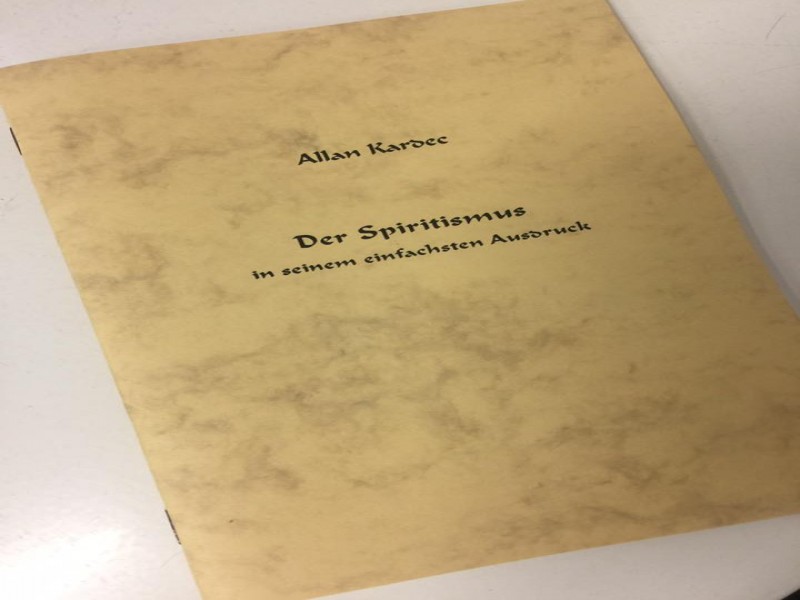 Allan Kardec
Der Spiritismus
in seinem einfachsten Ausdruck